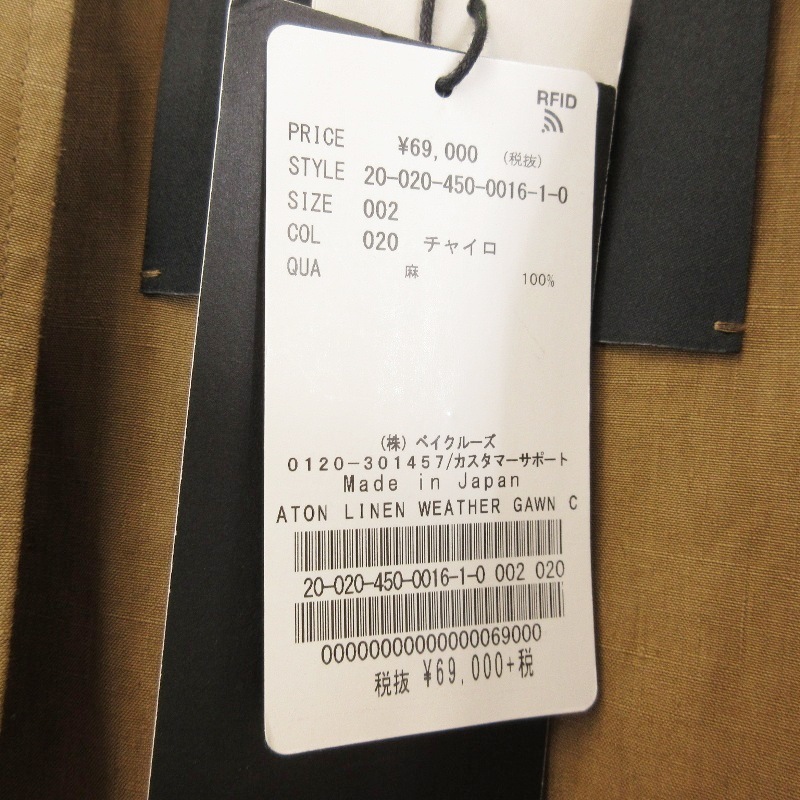 RFID
PRICE ¥69,000 (税抜)
STYLE 20-020-450-0016-1-0
SIZE 002
COL 020 チャイロ
QUA 麻 100%
(株) ベイクルーズ
0120-301457/カスタマーサポート
Made in Japan
ATON LINEN WEATHER GAWN C
20-020-450-0016-1-0 002 020
00000000000000069000
税抜 ¥69,000+税